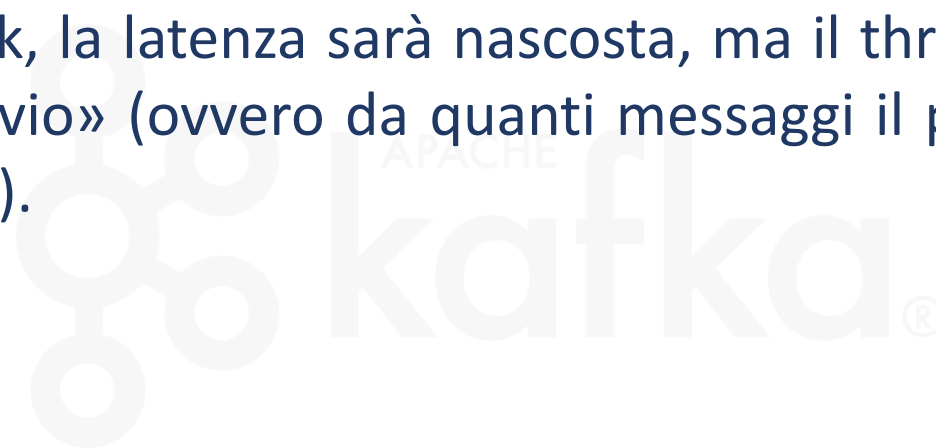 k, la latenza sarà nascosta, ma il thr
vio» (ovvero da quanti messaggi il p
).
APACHE
kafka®